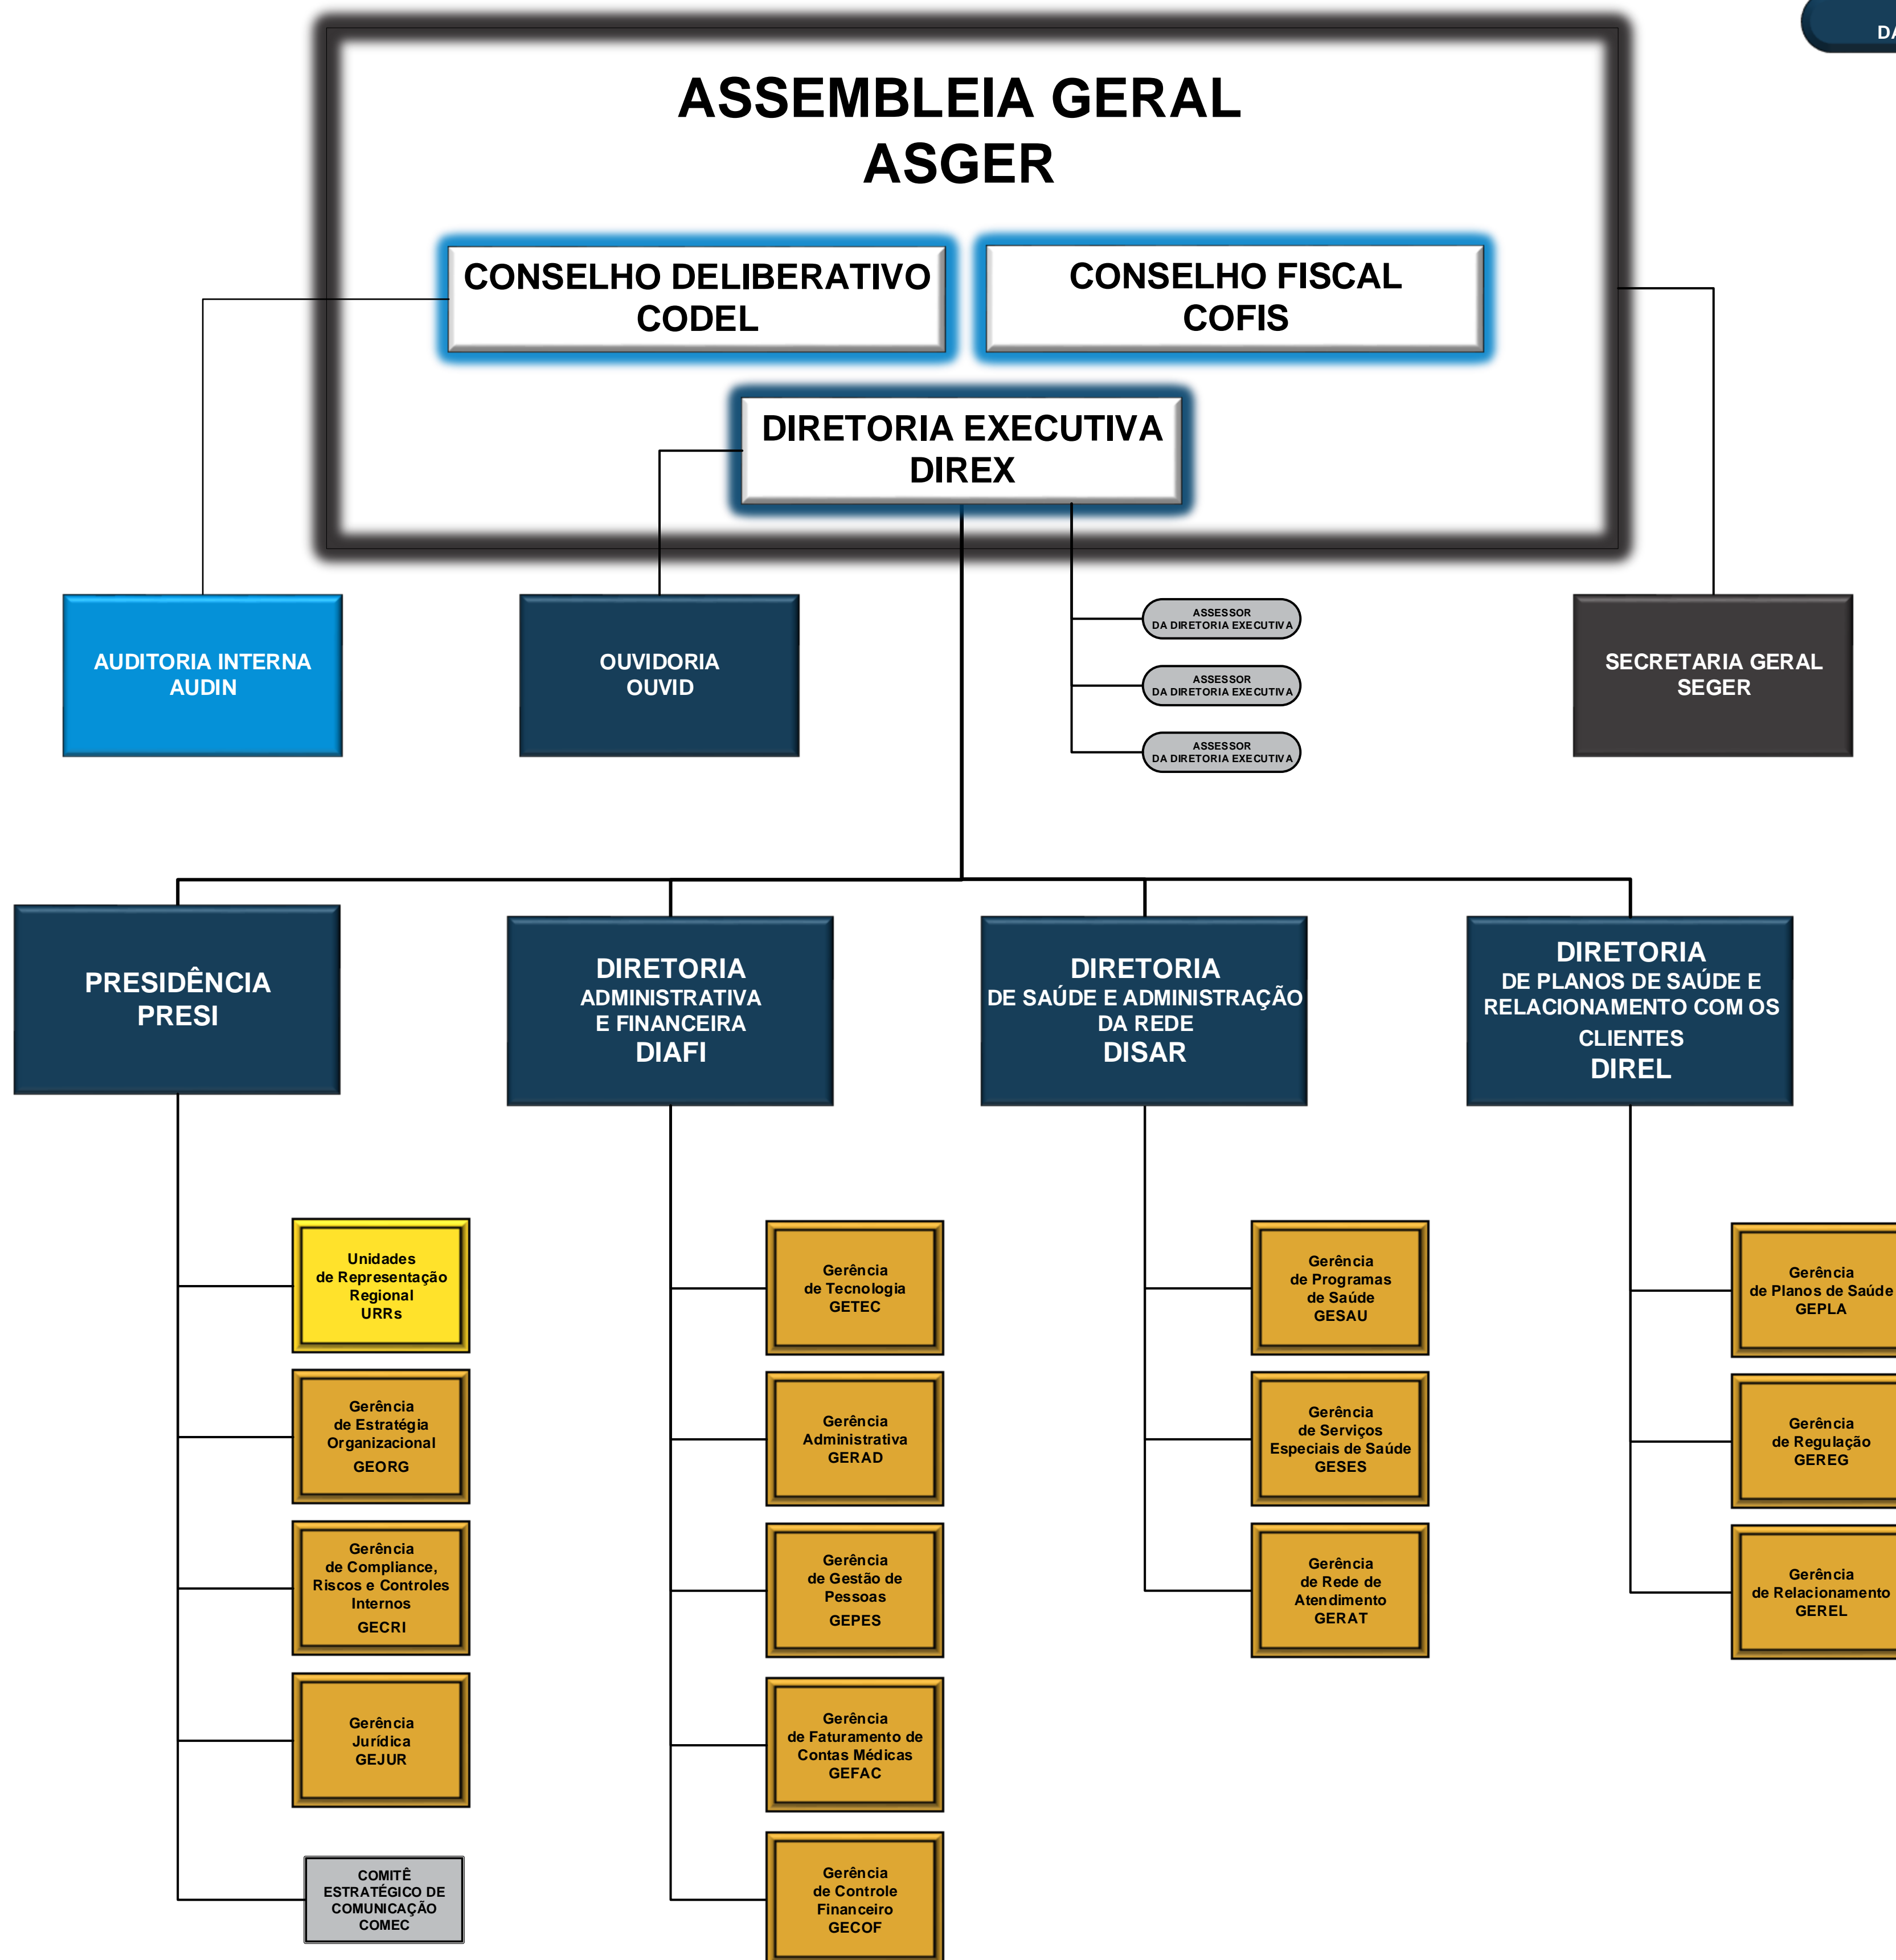 ASSEMBLEIA GERAL
ASGER
CONSELHO DELIBERATIVO
CODEL
CONSELHO FISCAL
COFIS
DIRETORIA EXECUTIVA
DIREX
AUDITORIA INTERNA
AUDIN
OUVIDORIA
OUVID
ASSESSOR
DA DIRETORIA EXECUTIVA
ASSESSOR
DA DIRETORIA EXECUTIVA
ASSESSOR
DA DIRETORIA EXECUTIVA
SECRETARIA GERAL
SEGER
PRESIDÊNCIA
PRESI
DIRETORIA
ADMINISTRATIVA
E FINANCEIRA
DIAFI
DIRETORIA
DE SAÚDE E ADMINISTRAÇÃO
DA REDE
DISAR
DIRETORIA
DE PLANOS DE SAÚDE E
RELACIONAMENTO COM OS
CLIENTES
DIREL
Unidades
de Representação
Regional
URRs
Gerência
de Estratégia
Organizacional
GEORG
Gerência
de Compliance,
Riscos e Controles
Internos
GECRI
Gerência
Jurídica
GEJUR
COMITÊ
ESTRATÉGICO DE
COMUNICAÇÃO
COMEC
Gerência
de Tecnologia
GETEC
Gerência
Administrativa
GERAD
Gerência
de Gestão de
Pessoas
GEPES
Gerência
de Faturamento de
Contas Médicas
GEFAC
Gerência
de Controle
Financeiro
GECOF
Gerência
de Programas
de Saúde
GESAU
Gerência
de Serviços
Especiais de Saúde
GESES
Gerência
de Rede de
Atendimento
GERAT
Gerência
de Planos de Saúde
GEPLA
Gerência
de Regulação
GEREG
Gerência
de Relacionamento
GEREL